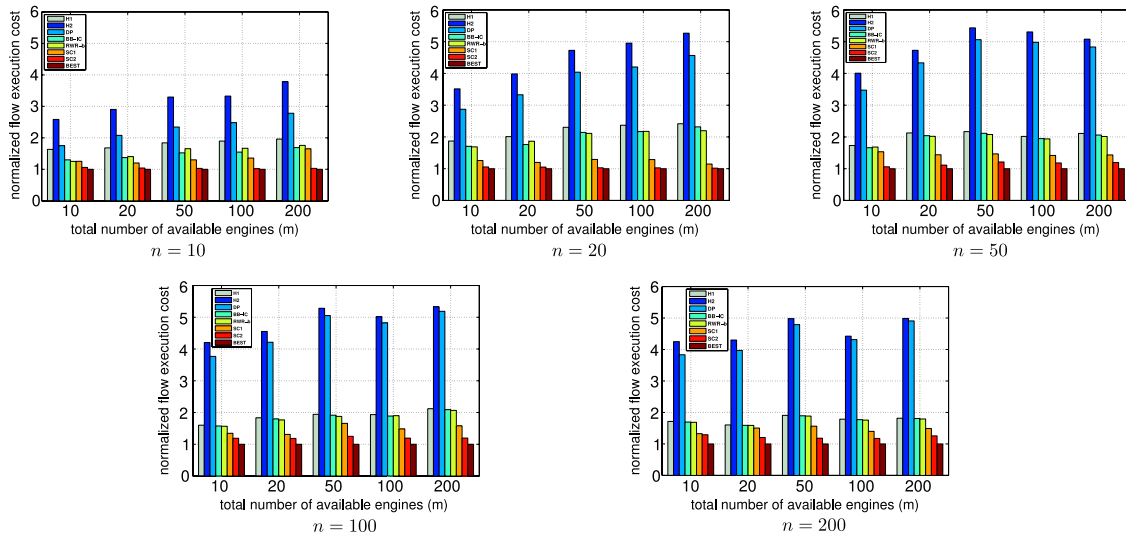 normalized flow execution cost
6
5
4
3
2
1
0
H1
H2
DP
BB-IC
RWR-b
SC1
SC2
BEST
10 20 50 100 200
total number of available engines (m)
n = 10
normalized flow execution cost
6
5
4
3
2
1
0
H1
H2
DP
BB-IC
RWR-b
SC1
SC2
BEST
10 20 50 100 200
total number of available engines (m)
n = 20
normalized flow execution cost
6
5
4
3
2
1
0
H1
H2
DP
BB-IC
RWR-b
SC1
SC2
BEST
10 20 50 100 200
total number of available engines (m)
n = 50
normalized flow execution cost
6
5
4
3
2
1
0
H1
H2
DP
BB-IC
RWR-b
SC1
SC2
BEST
10 20 50 100 200
total number of available engines (m)
n = 100
normalized flow execution cost
6
5
4
3
2
1
0
H1
H2
DP
BB-IC
RWR-b
SC1
SC2
BEST
10 20 50 100 200
total number of available engines (m)
n = 200